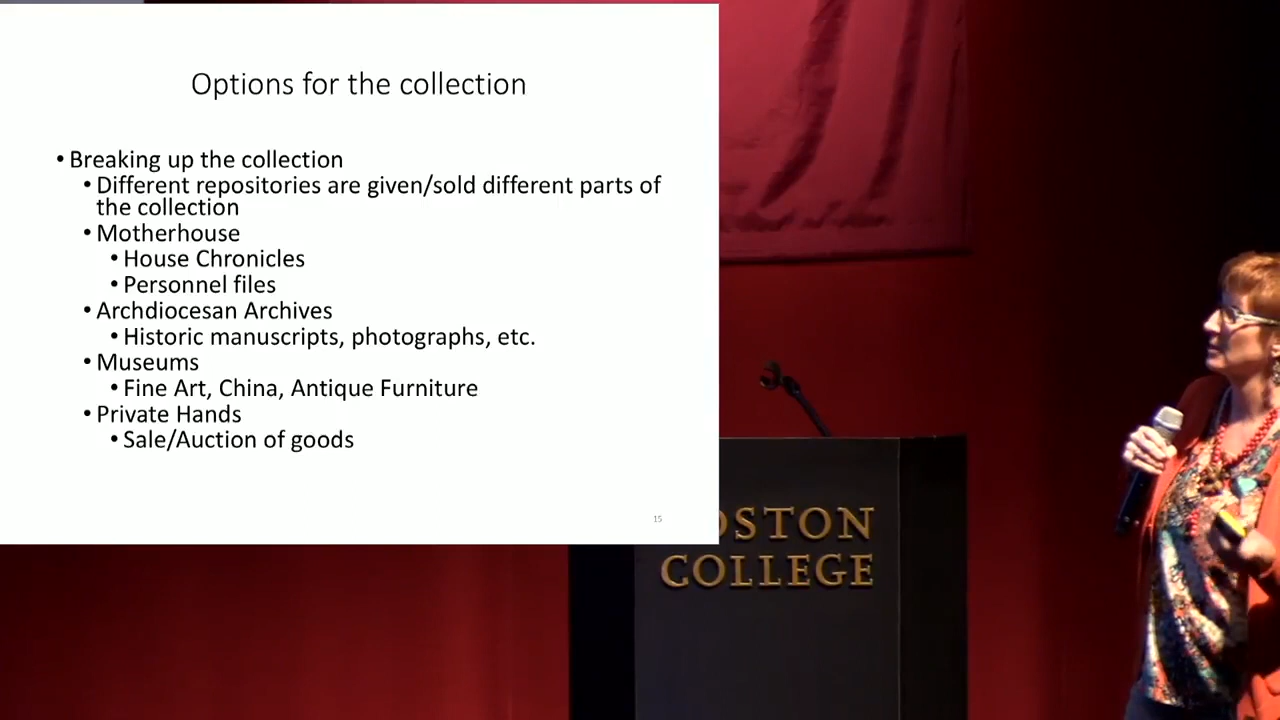 Options for the collection
• Breaking up the collection
• Different repositories are given/sold different parts of
the collection
• Motherhouse
• House Chronicles
• Personnel files
• Archdiocesan Archives
• Historic manuscripts, photographs, etc.
• Museums
• Fine Art, China, Antique Furniture
• Private Hands
• Sale/Auction of goods
15
OSTON
COLLEGE